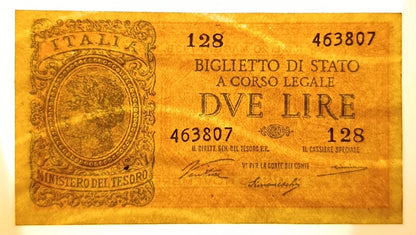 ITALIA
128 463807
BIGLIETTO DI STATO
A CORSO LEGALE
DVE LIRE
463807 128
IL DIRETT. GEN. DEL TESORO F.F. IL CASSIERE SPECIALE
Vº PER LA CORTE DEI CONTI
MINISTERO DEL TESORO